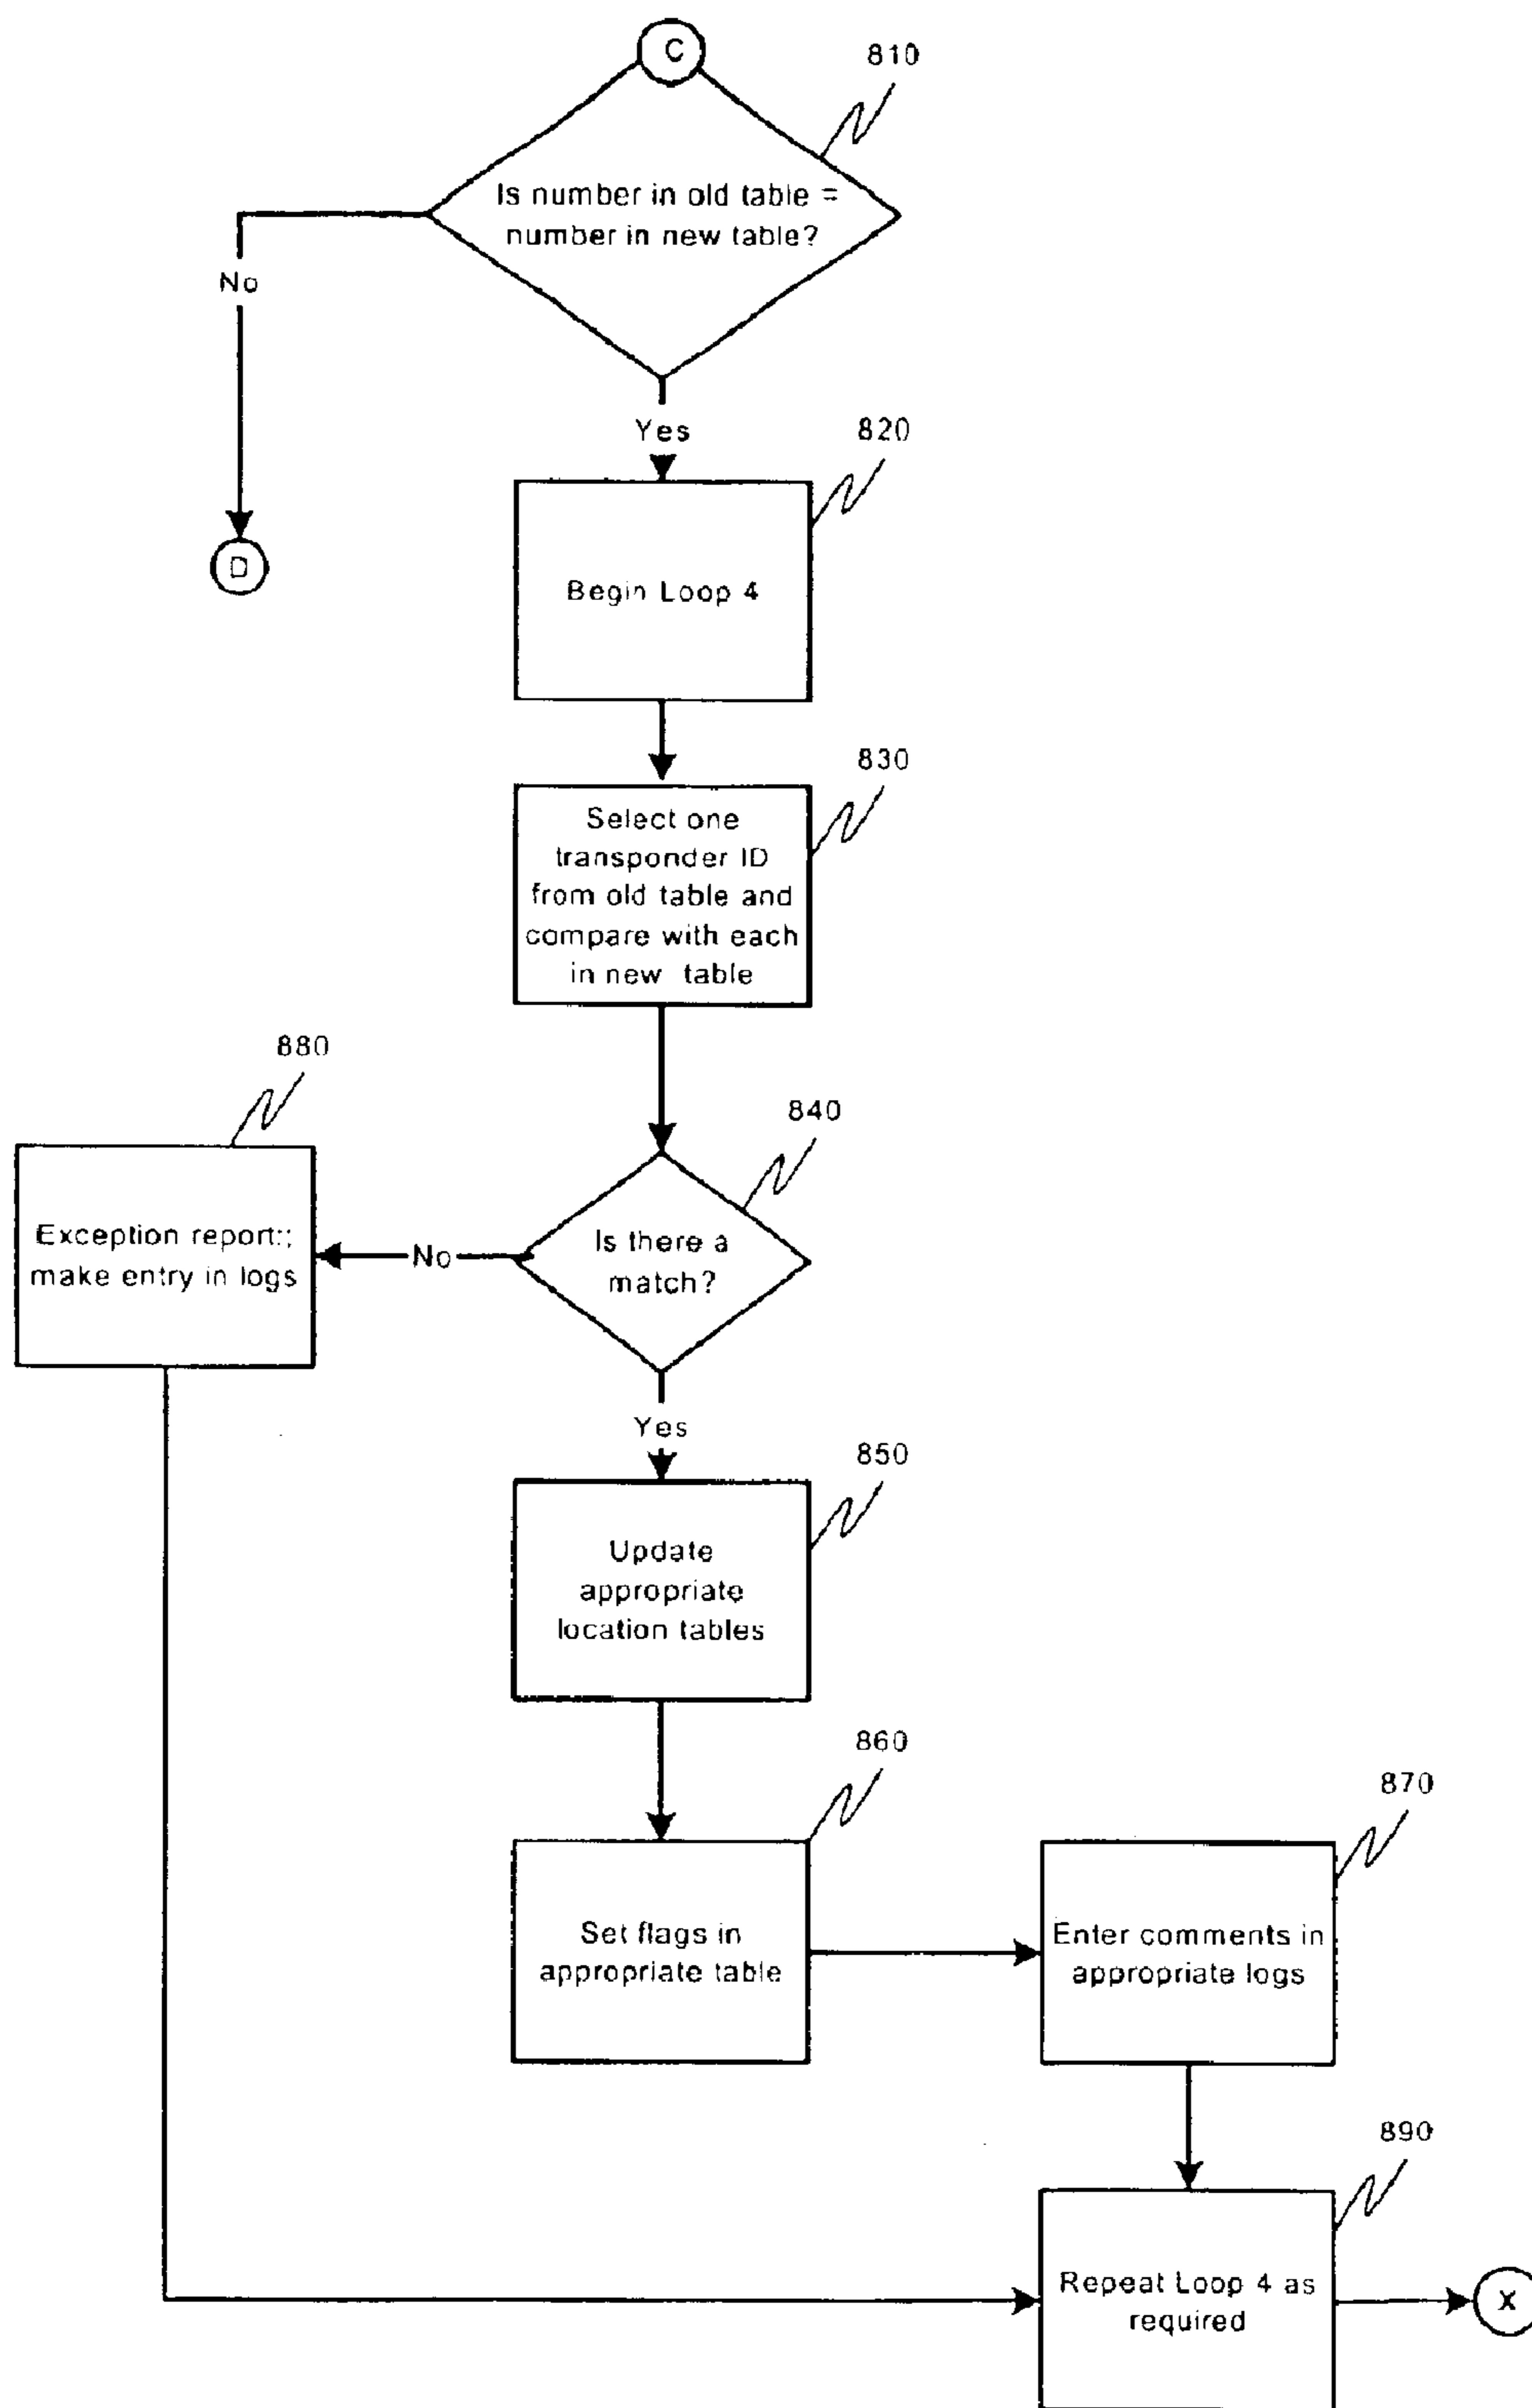 C
810
Is number in old table =
number in new table?
No
D
Yes
820
Begin Loop 4
830
Select one
transponder ID
from old table and
compare with each
in new table
840
Is there a
match?
No
880
Exception report:;
make entry in logs
Yes
850
Update
appropriate
location tables
860
Set flags in
appropriate table
870
Enter comments in
appropriate logs
890
Repeat Loop 4 as
required
X